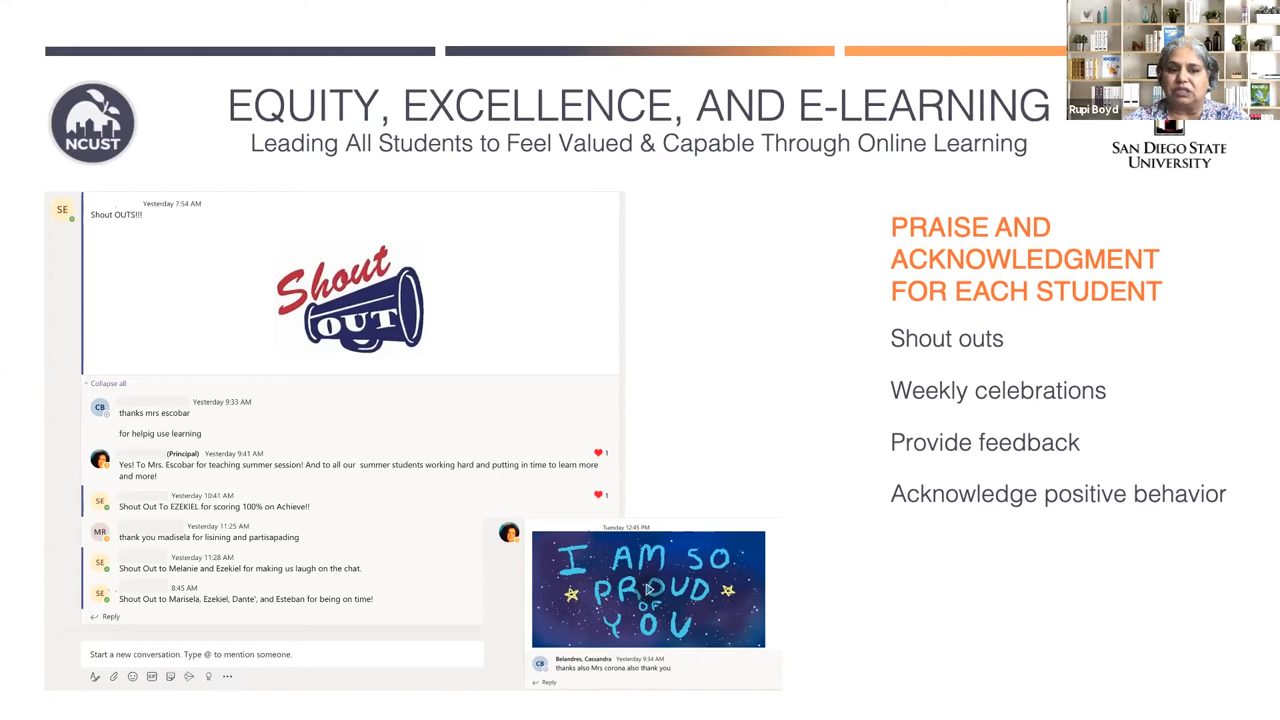 EQUITY, EXCELLENCE, AND E-LEARNING
Leading All Students to Feel Valued & Capable Through Online Learning
NCUST
Rupi Boyd
SAN DIEGO STATE
UNIVERSITY
SE
Yesterday 7:54 AM
Shout OUTS!!!
Shout
OUT
Collapse all
CB
Yesterday 9:33 AM
thanks mrs escobar
for helpig use learning
(Principal) Yesterday 9:41 AM
1
Yes! To Mrs. Escobar for teaching summer session! And to all our summer students working hard and putting in time to learn more
and more!
SE
Yesterday 10:41 AM
1
Shout Out To EZEKIEL for scoring 100% on Achieve!!
MR
Yesterday 11:25 AM
thank you madisela for lisining and partisapading
SE
Yesterday 11:28 AM
Shout Out to Melanie and Ezekiel for making us laugh on the chat.
SE
8:45 AM
Shout Out to Marisela, Ezekiel, Dante', and Esteban for being on time!
Reply
Start a new conversation. Type @ to mention someone.
GIF
Tuesday 12:45 PM
I AM SO
PROUD
OF
YOU
CB
Belandres, Cassandra Yesterday 9:34 AM
thanks also Mrs corona also thank you
Reply
PRAISE AND
ACKNOWLEDGMENT
FOR EACH STUDENT
Shout outs
Weekly celebrations
Provide feedback
Acknowledge positive behavior